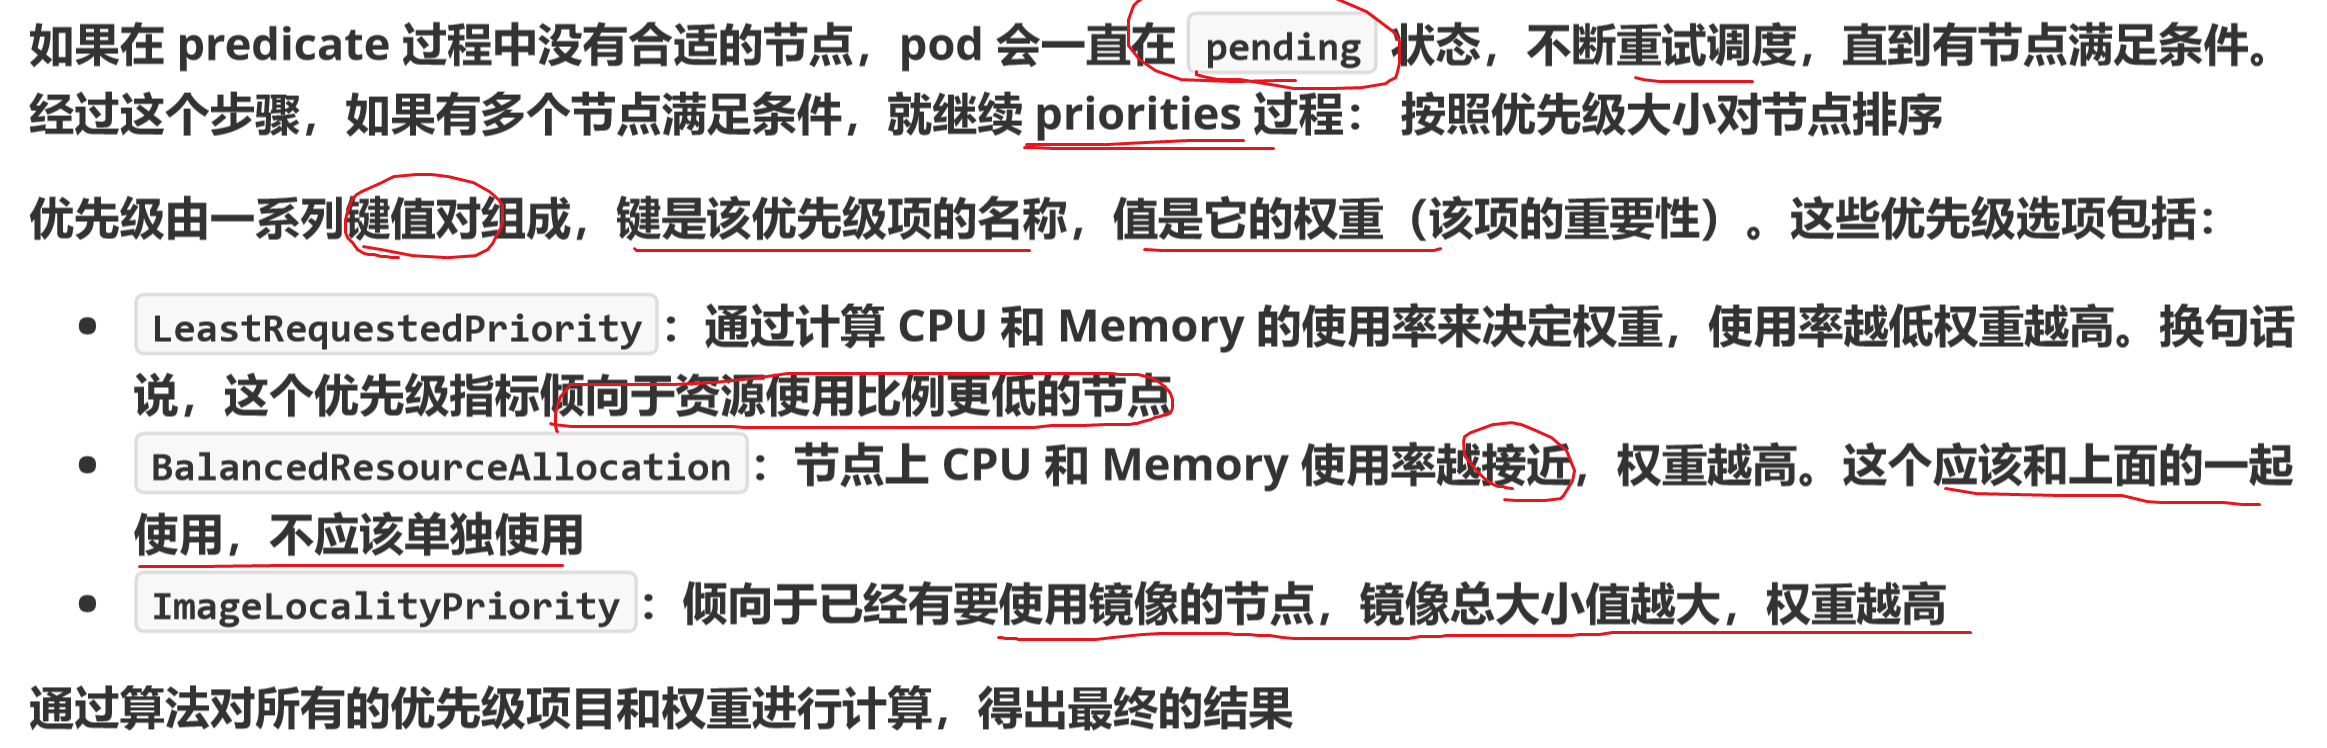 如果在 predicate 过程中没有合适的节点，pod 会一直在 pending 状态，不断重试调度，直到有节点满足条件。
经过这个步骤，如果有多个节点满足条件，就继续 priorities 过程： 按照优先级大小对节点排序
优先级由一系列键值对组成，键是该优先级项的名称，值是它的权重（该项的重要性）。这些优先级选项包括：
• LeastRequestedPriority：通过计算 CPU 和 Memory 的使用率来决定权重，使用率越低权重越高。换句话
说，这个优先级指标倾向于资源使用比例更低的节点
• BalancedResourceAllocation：节点上 CPU 和 Memory 使用率越接近，权重越高。这个应该和上面的一起
使用，不应该单独使用
• ImageLocalityPriority：倾向于已经有要使用镜像的节点，镜像总大小值越大，权重越高
通过算法对所有的优先级项目和权重进行计算，得出最终的结果